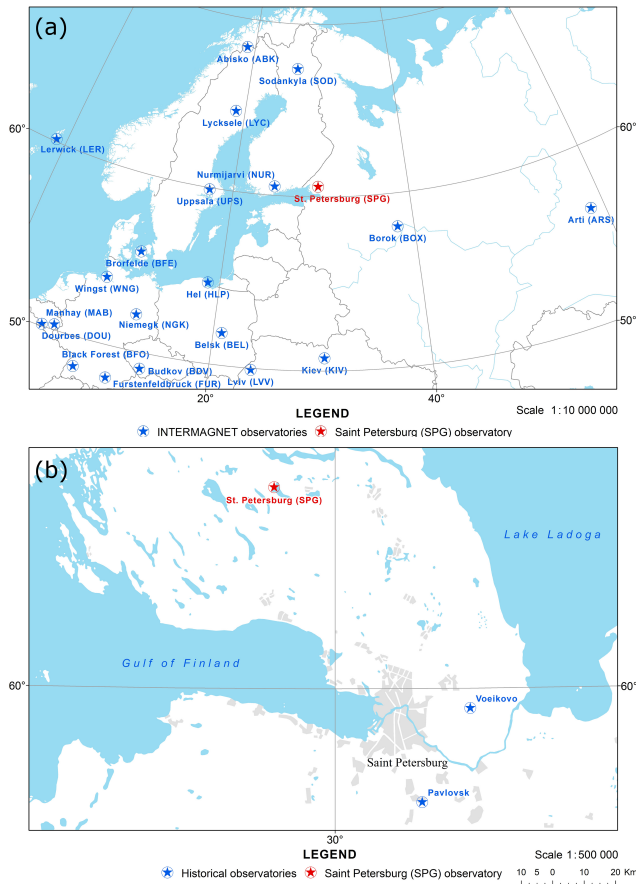 (a)
Abisko (ABK)
Sodankyla (SOD)
Lycksele (LYC)
60°
60°
Lerwick (LER)
Nurmijarvi (NUR)
Uppsala (UPS)
St. Petersburg (SPG)
Arti (ARS)
Borok (BOX)
Brorfelde (BFE)
Wingst (WNG)
Hel (HLP)
Manhay (MAB)
Niemegk (NGK)
50°
50°
Dourbes (DOU)
Belsk (BEL)
Black Forest (BFO)
Budkov (BDV)
Kiev (KIV)
Furstenfeldbruck (FUR)
Lviv (LVV)
20°
40°
LEGEND
Scale 1:10 000 000
INTERMAGNET observatories
Saint Petersburg (SPG) observatory
(b)
St. Petersburg (SPG)
Lake Ladoga
Gulf of Finland
60°
60°
Voeikovo
Saint Petersburg
Pavlovsk
30°
LEGEND
Scale 1:500 000
Historical observatories
Saint Petersburg (SPG) observatory
10 5 0 10 20 Km